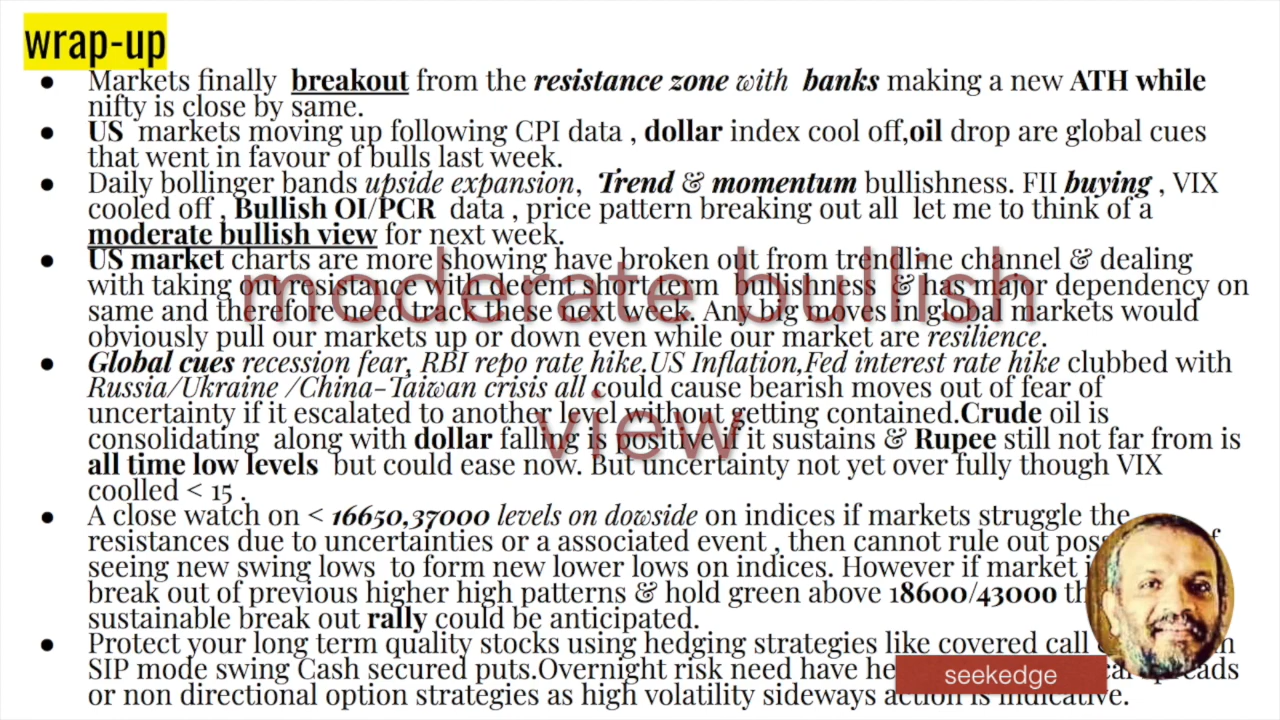 wrap-up
● Markets finally breakout from the resistance zone with banks making a new ATH while
nifty is close by same.
● US markets moving up following CPI data , dollar index cool off,oil drop are global cues
that went in favour of bulls last week.
● Daily bollinger bands upside expansion, Trend & momentum bullishness. FII buying , VIX
cooled off , Bullish OI/PCR data , price pattern breaking out all let me to think of a
moderate bullish view for next week.
● US market charts are more showing have broken out from trendline channel & dealing
with taking out resistance with decent short term bullishness & has major dependency on
same and therefore need track these next week. Any big moves in global markets would
obviously pull our markets up or down even while our market are resilience.
● Global cues recession fear, RBI repo rate hike.US Inflation,Fed interest rate hike clubbed with
Russia/Ukraine /China-Taiwan crisis all could cause bearish moves out of fear of
uncertainty if it escalated to another level without getting contained.Crude oil is
consolidating along with dollar falling is positive if it sustains & Rupee still not far from is
all time low levels but could ease now. But uncertainty not yet over fully though VIX
coolled < 15 .
● A close watch on < 16650,37000 levels on dowside on indices if markets struggle the
resistances due to uncertainties or a associated event , then cannot rule out
seeing new swing lows to form new lower lows on indices. However if market
break out of previous higher high patterns & hold green above 18600/43000
sustainable break out rally could be anticipated.
● Protect your long term quality stocks using hedging strategies like covered call
SIP mode swing Cash secured puts.Overnight risk need have
or non directional option strategies as high volatility sideways action is indicative.
moderate bullish
view
seekedge